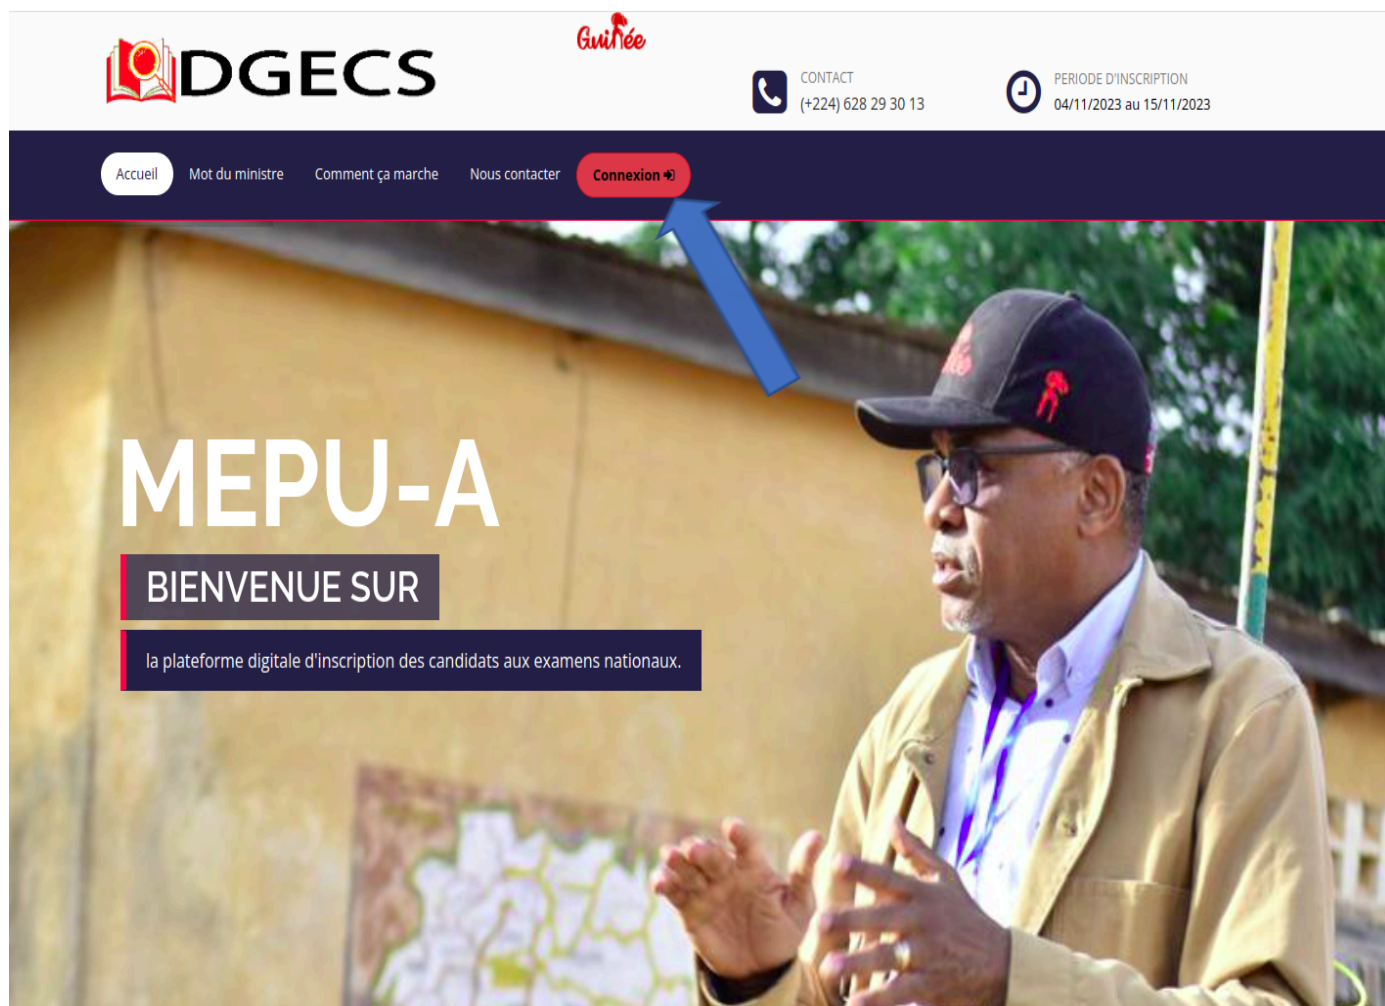 DGECS
Guinée
CONTACT
(+224) 628 29 30 13
PERIODE D'INSCRIPTION
04/11/2023 au 15/11/2023
Accueil
Mot du ministre
Comment ça marche
Nous contacter
Connexion
MEPU-A
BIENVENUE SUR
la plateforme digitale d'inscription des candidats aux examens nationaux.